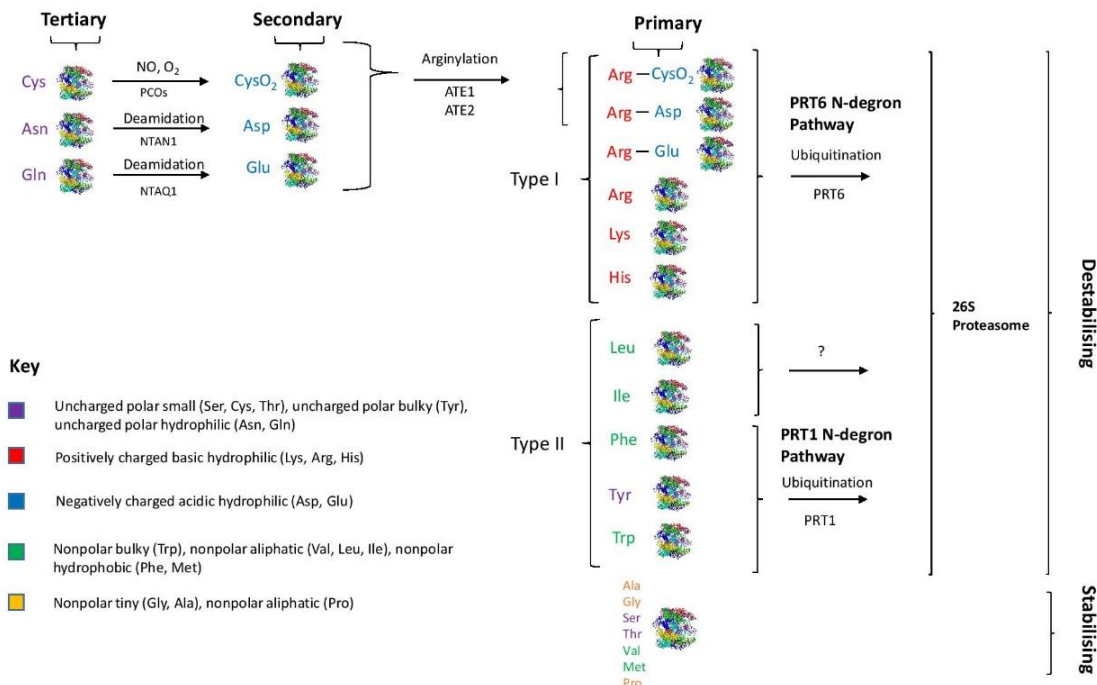 Tertiary
Secondary
Primary
Cys
NO, O₂
PCOs
CysO₂
Asn
Deamidation
NTAN1
Asp
Gln
Deamidation
NTAQ1
Glu
Arginylation
ATE1
ATE2
Type I
Arg — CysO₂
Arg — Asp
Arg — Glu
Arg
Lys
His
PRT6 N-degron
Pathway
Ubiquitination
PRT6
Type II
Leu
Ile
Phe
Tyr
Trp
?
PRT1 N-degron
Pathway
Ubiquitination
PRT1
26S
Proteasome
Destabilising
Ala
Gly
Ser
Thr
Val
Met
Pro
Stabilising
Key
Uncharged polar small (Ser, Cys, Thr), uncharged polar bulky (Tyr),
uncharged polar hydrophilic (Asn, Gln)
Positively charged basic hydrophilic (Lys, Arg, His)
Negatively charged acidic hydrophilic (Asp, Glu)
Nonpolar bulky (Trp), nonpolar aliphatic (Val, Leu, Ile), nonpolar
hydrophobic (Phe, Met)
Nonpolar tiny (Gly, Ala), nonpolar aliphatic (Pro)